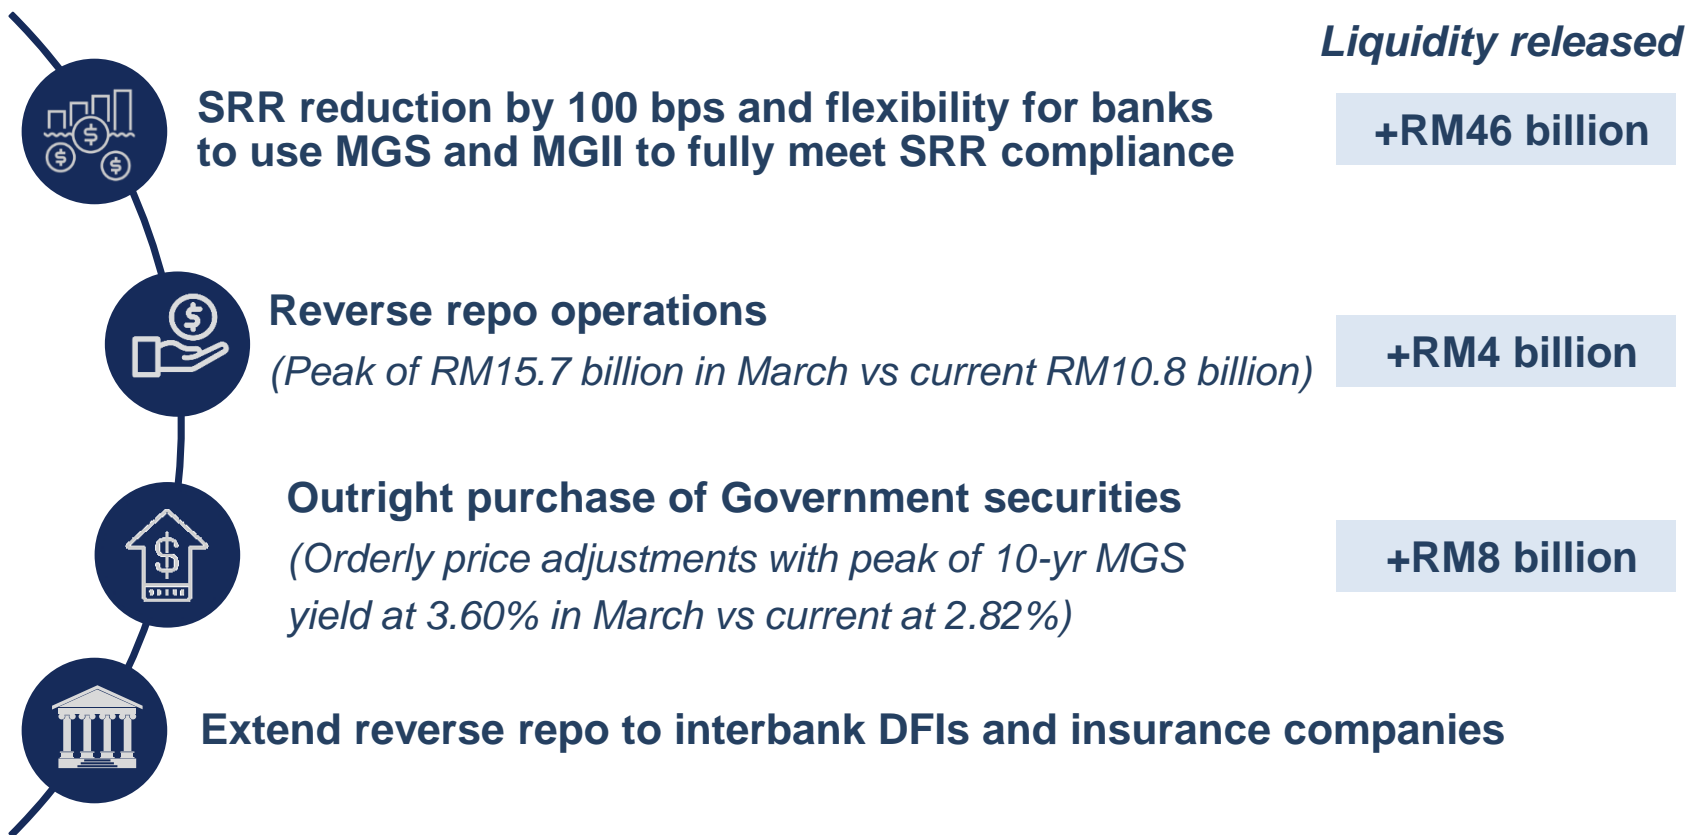 Liquidity released
SRR reduction by 100 bps and flexibility for banks
to use MGS and MGII to fully meet SRR compliance
+RM46 billion
Reverse repo operations
(Peak of RM15.7 billion in March vs current RM10.8 billion)
+RM4 billion
Outright purchase of Government securities
(Orderly price adjustments with peak of 10-yr MGS
yield at 3.60% in March vs current at 2.82%)
+RM8 billion
Extend reverse repo to interbank DFIs and insurance companies